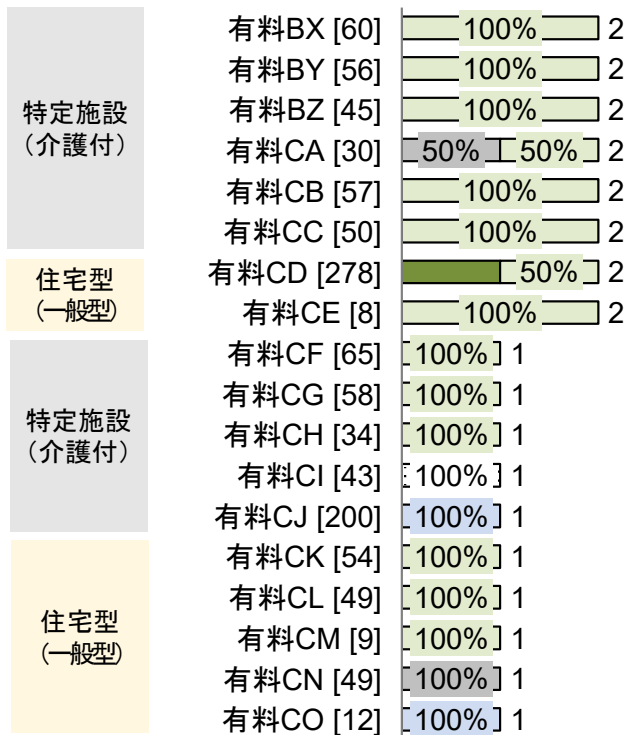 有料BX [60] 100% 2
有料BY [56] 100% 2
特定施設
（介護付）
有料BZ [45] 100% 2
有料CA [30] 50% 50% 2
有料CB [57] 100% 2
有料CC [50] 100% 2
住宅型
（一般型）
有料CD [278] 50% 2
有料CE [8] 100% 2
有料CF [65] 100% 1
有料CG [58] 100% 1
特定施設
（介護付）
有料CH [34] 100% 1
有料CI [43] 100% 1
有料CJ [200] 100% 1
有料CK [54] 100% 1
有料CL [49] 100% 1
住宅型
（一般型）
有料CM [9] 100% 1
有料CN [49] 100% 1
有料CO [12] 100% 1